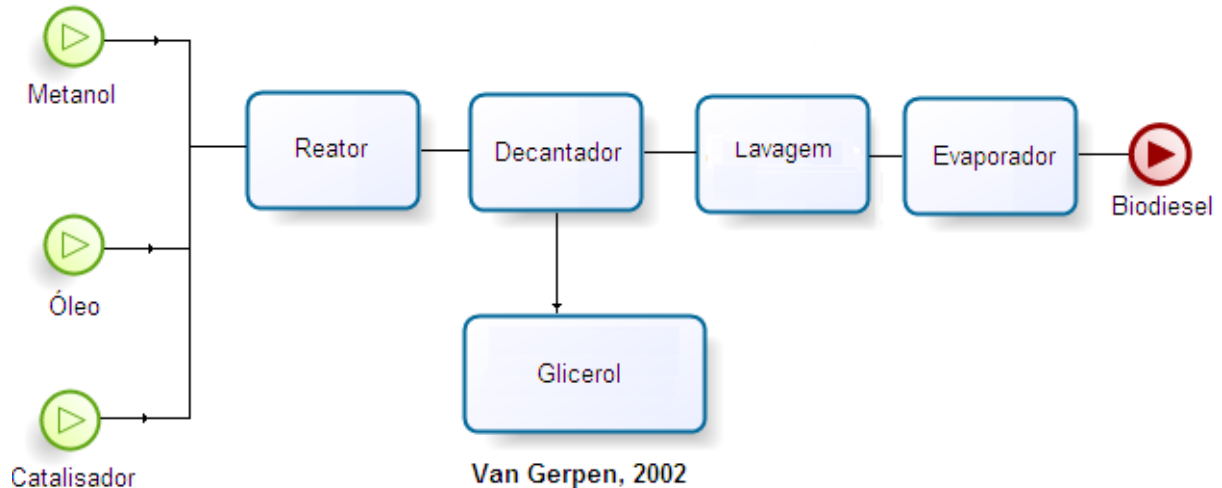 Metanol
Óleo
Catalisador
Reator
Decantador
Lavagem
Evaporador
Biodiesel
Glicerol
Van Gerpen, 2002